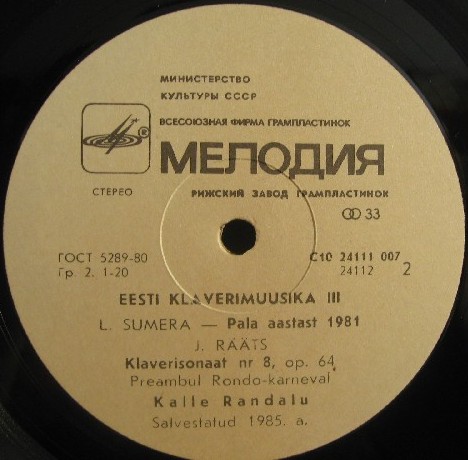 МИНИСТЕРСТВО
КУЛЬТУРЫ СССР
ВСЕСОЮЗНАЯ ФИРМА ГРАМПЛАСТИНОК
®
МЕЛОДИЯ
СТЕРЕО
РИЖСКИЙ ЗАВОД ГРАМПЛАСТИНОК
33
ГОСТ 5289-80
С10 24111 007
Гр. 2. 1-20
24112 2
EESTI KLAVERIMUUSIKA III
L. SUMERA — Pala aastast 1981
J. RÄÄTS
Klaverisonaat nr 8, op. 64
Preambul Rondo-karneval
Kalle Randalu
Salvestatud 1985. a.